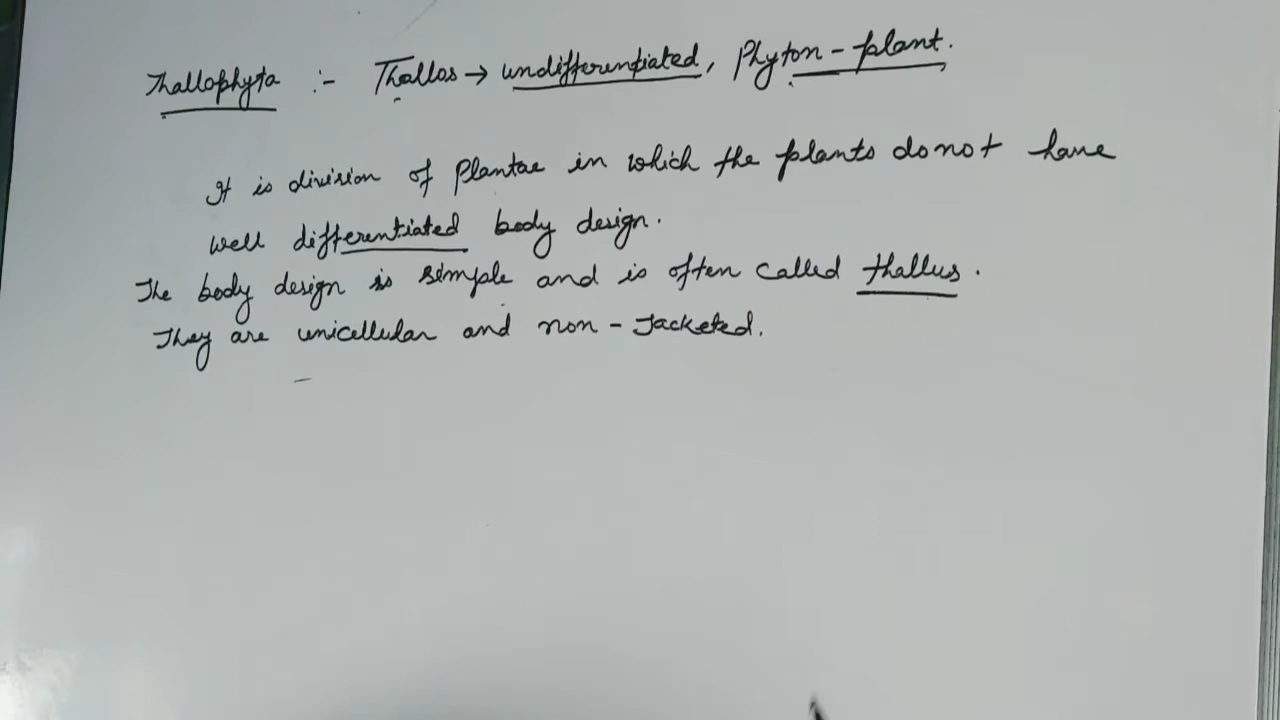 Thallophyta :- Thallos → undifferentiated, Phyton - plant.
It is division of Plantae in which the plants do not have
well differentiated body design.
The body design is simple and is often called thallus.
They are unicellular and non - Jacketed.